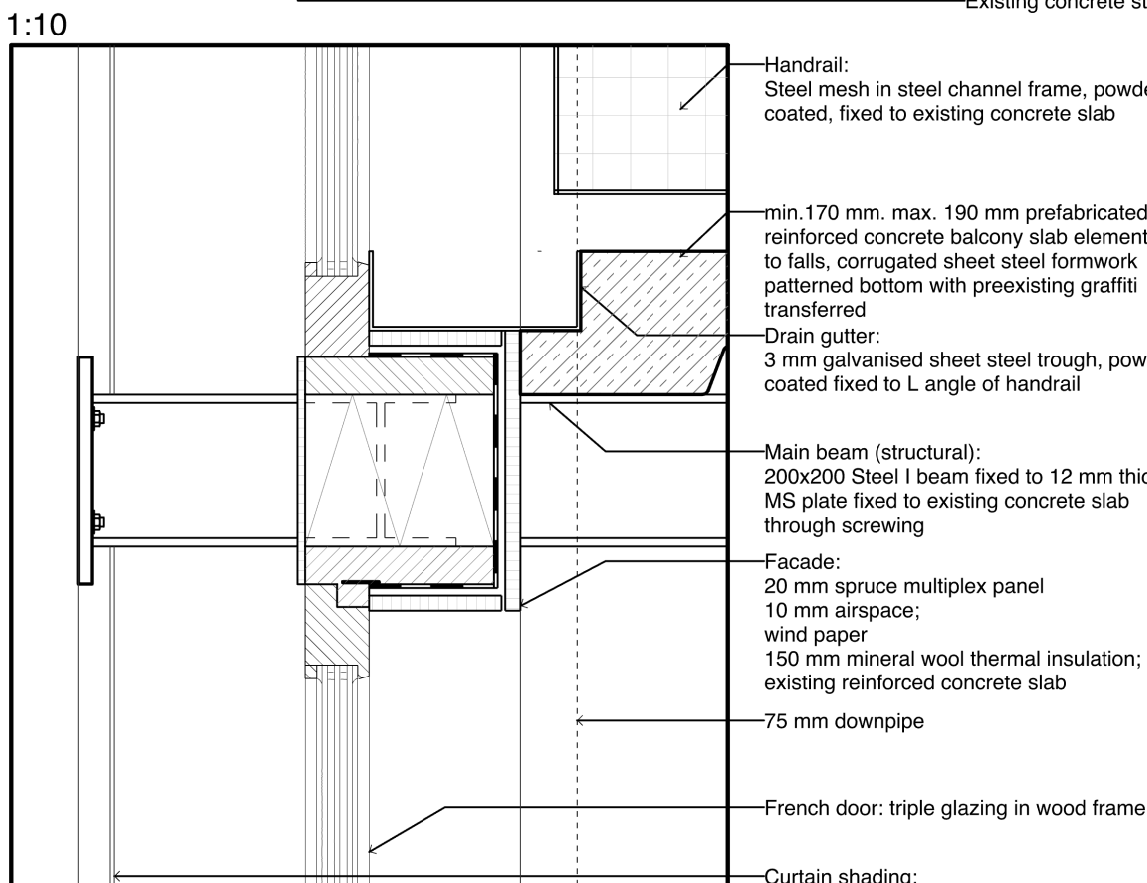 Existing concrete
1:10
Handrail:
Steel mesh in steel channel frame,
coated, fixed to existing concrete slab
min.170 mm. max. 190 mm prefabricated
reinforced concrete balcony slab element
to falls, corrugated sheet steel formwork
patterned bottom with preexisting graffiti
transferred
Drain gutter:
3 mm galvanised sheet steel trough,
coated fixed to L angle of handrail
Main beam (structural):
200x200 Steel I beam fixed to 12 mm
MS plate fixed to existing concrete slab
through screwing
Facade:
20 mm spruce multiplex panel
10 mm airspace;
wind paper
150 mm mineral wool thermal insulation;
existing reinforced concrete slab
75 mm downpipe
French door: triple glazing in wood frame
Curtain shading: